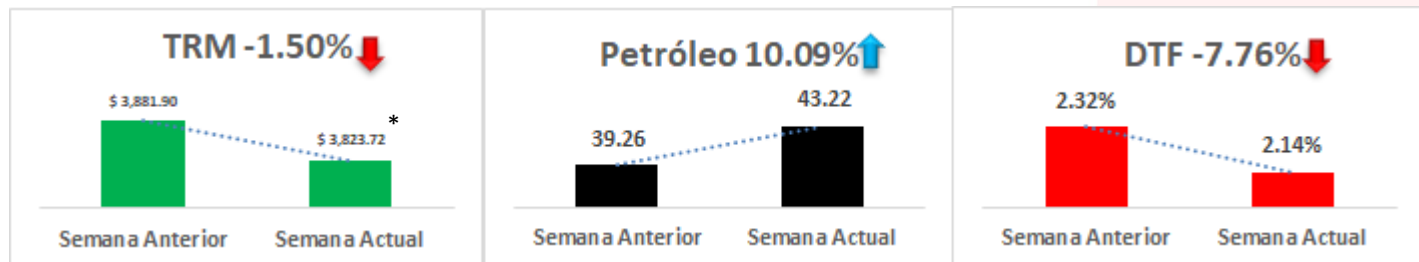 TRM -1.50%
$ 3,881.90
$ 3,823.72 *
Semana Anterior Semana Actual
Petróleo 10.09%
39.26
43.22
Semana Anterior Semana Actual
DTF -7.76%
2.32%
2.14%
Semana Anterior Semana Actual